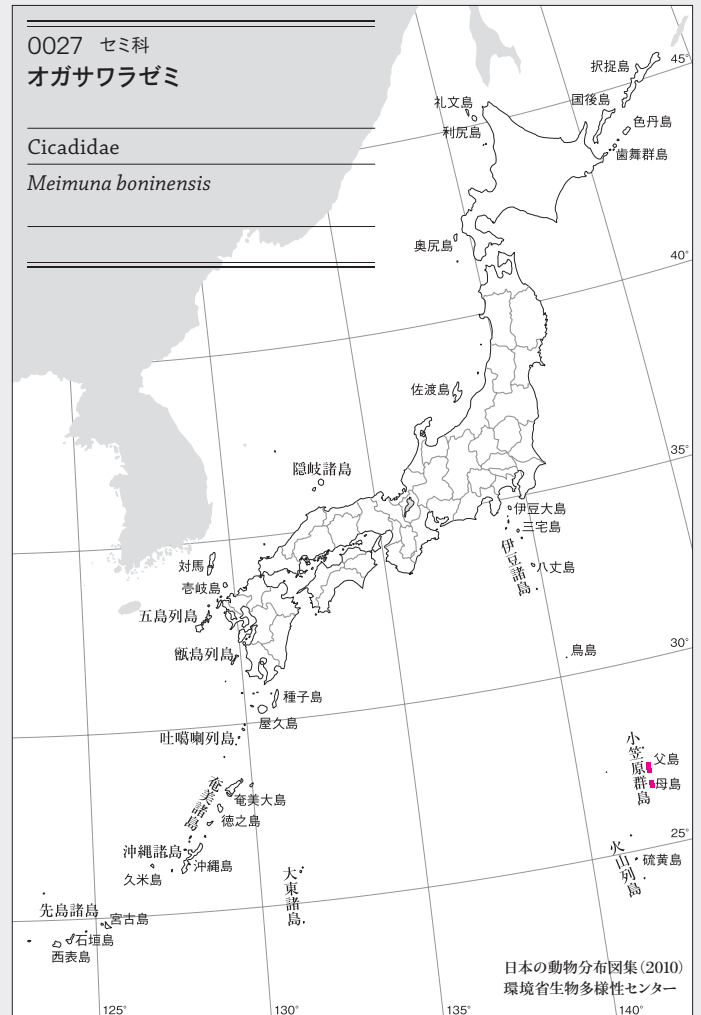 0027 セミ科
オガサワラゼミ
Cicadidae
Meimuna boninensis
45°
択捉島
礼文島
国後島
色丹島
利尻島
歯舞群島
奥尻島
40°
佐渡島
35°
隠岐諸島
伊豆大島
三宅島
伊豆諸島
八丈島
対馬
壱岐島
五島列島
甑島列島
鳥島
30°
種子島
屋久島
吐噶喇列島
小笠原群島
父島
母島
奄美諸島
奄美大島
徳之島
25°
沖縄諸島
沖縄島
久米島
火山列島
硫黄島
大東諸島
先島諸島
宮古島
石垣島
西表島
日本の動物分布図集(2010)
環境省生物多様性センター
125°
130°
135°
140°